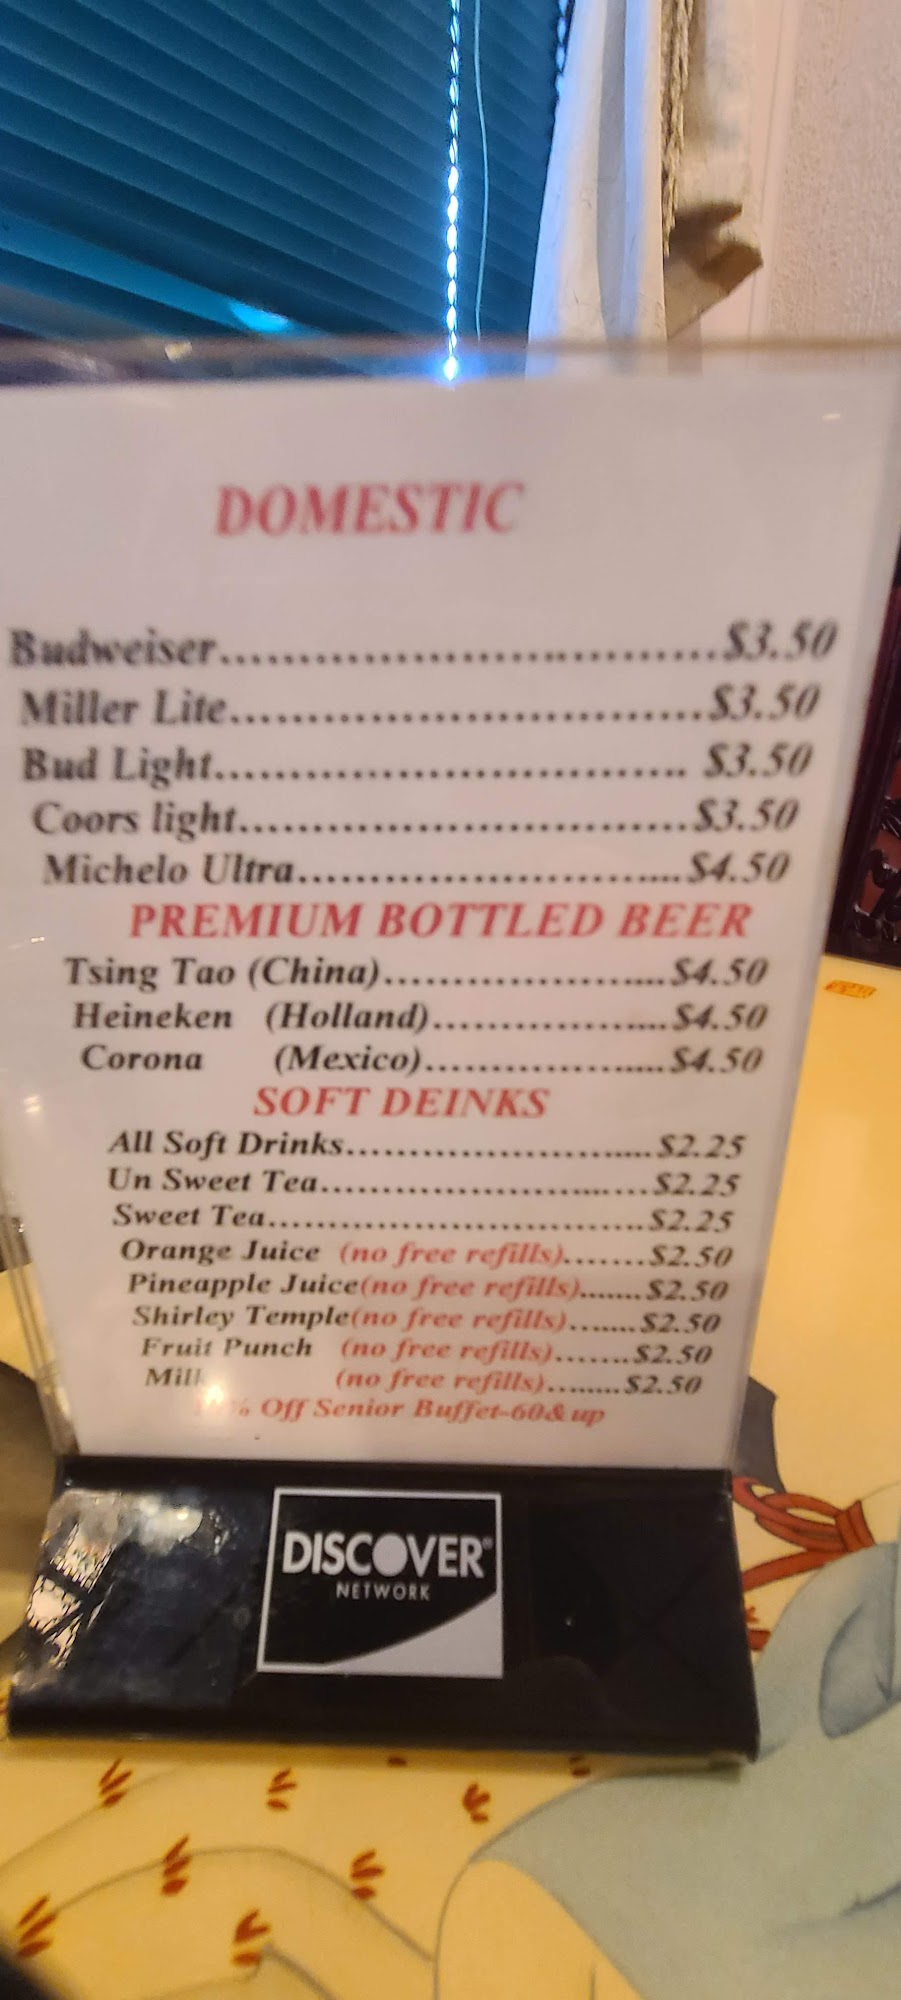 DOMESTIC
Budweiser.................................$3.50
Miller Lite...............................$3.50
Bud Light............................... $3.50
Coors light..............................$3.50
Michelo Ultra..........................$4.50
PREMIUM BOTTLED BEER
Tsing Tao (China)....................$4.50
Heineken (Holland)..................$4.50
Corona (Mexico)....................$4.50
SOFT DEINKS
All Soft Drinks..........................$2.25
Un Sweet Tea............................$2.25
Sweet Tea.................................$2.25
Orange Juice (no free refills)........$2.50
Pineapple Juice(no free refills).......$2.50
Shirley Temple(no free refills).......$2.50
Fruit Punch (no free refills)........$2.50
(no free refills).........$2.50
Off Senior Buffet-60&up
DISCOVER®
NETWORK